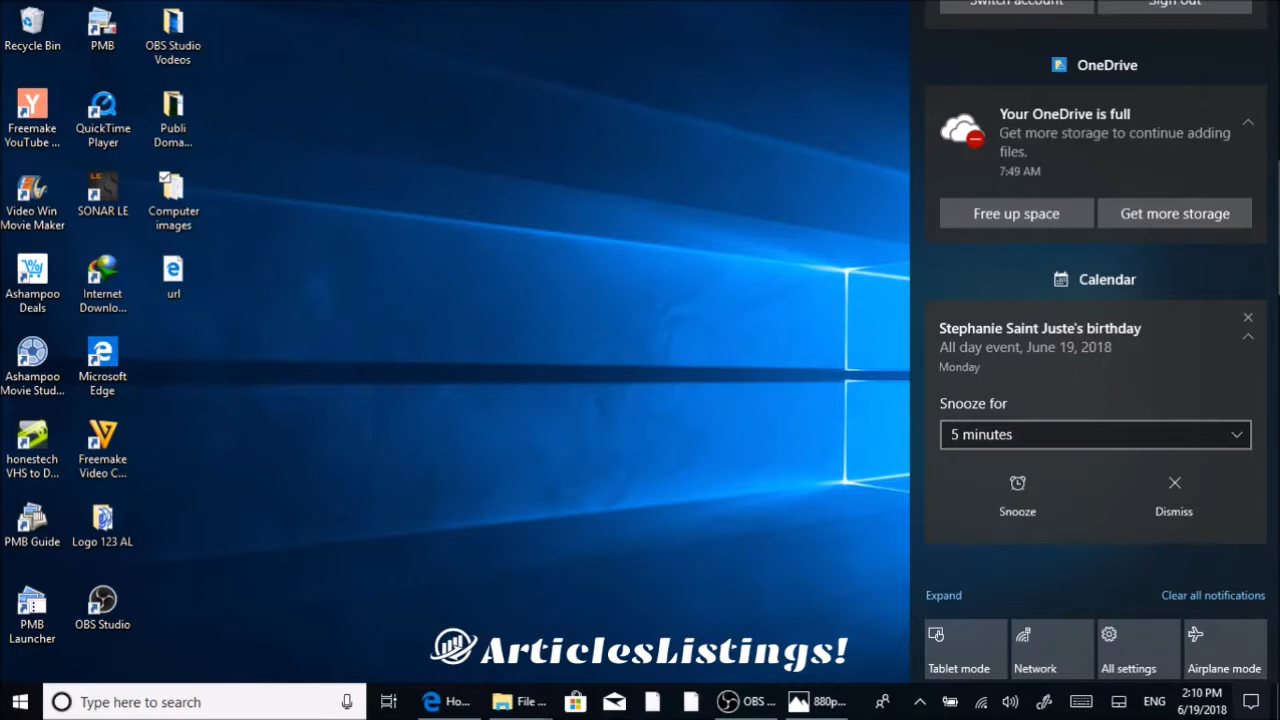 Recycle Bin
PMB
OBS Studio
Vodeos
Freemake
YouTube ...
QuickTime
Player
Publi
Doma...
Video Win
Movie Maker
SONAR LE
Computer
images
Ashampoo
Deals
Internet
Downlo...
url
Ashampoo
Movie Stud...
Microsoft
Edge
honestech
VHS to D...
Freemake
Video C...
PMB Guide
Logo 123 AL
PMB
Launcher
OBS Studio
ArticlesListings!
Switch account
Sign out
OneDrive
Your OneDrive is full
Get more storage to continue adding
files.
7:49 AM
Free up space
Get more storage
Calendar
Stephanie Saint Juste's birthday
All day event, June 19, 2018
Monday
Snooze for
5 minutes
Snooze
Dismiss
Expand
Clear all notifications
Tablet mode
Network
All settings
Airplane mode
Type here to search
Ho...
File ...
OBS ...
880p...
ENG
2:10 PM
6/19/2018